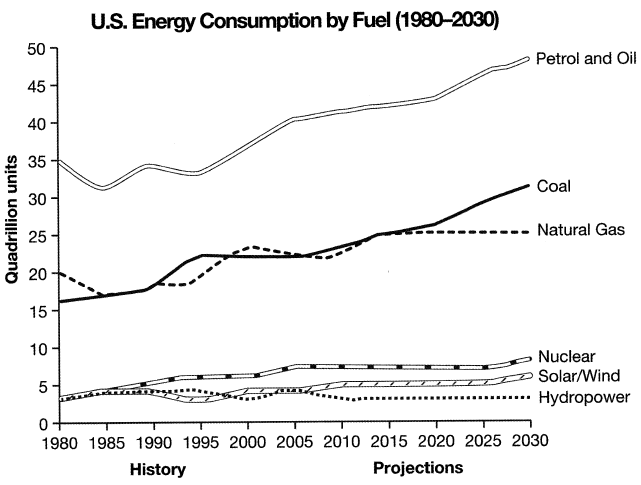 U.S. Energy Consumption by Fuel (1980–2030)
Quadrillion units
50
45
40
35
30
25
20
15
10
5
0
Petrol and Oil
Coal
Natural Gas
Nuclear
Solar/Wind
Hydropower
1980 1985 1990 1995 2000 2005 2010 2015 2020 2025 2030
History Projections